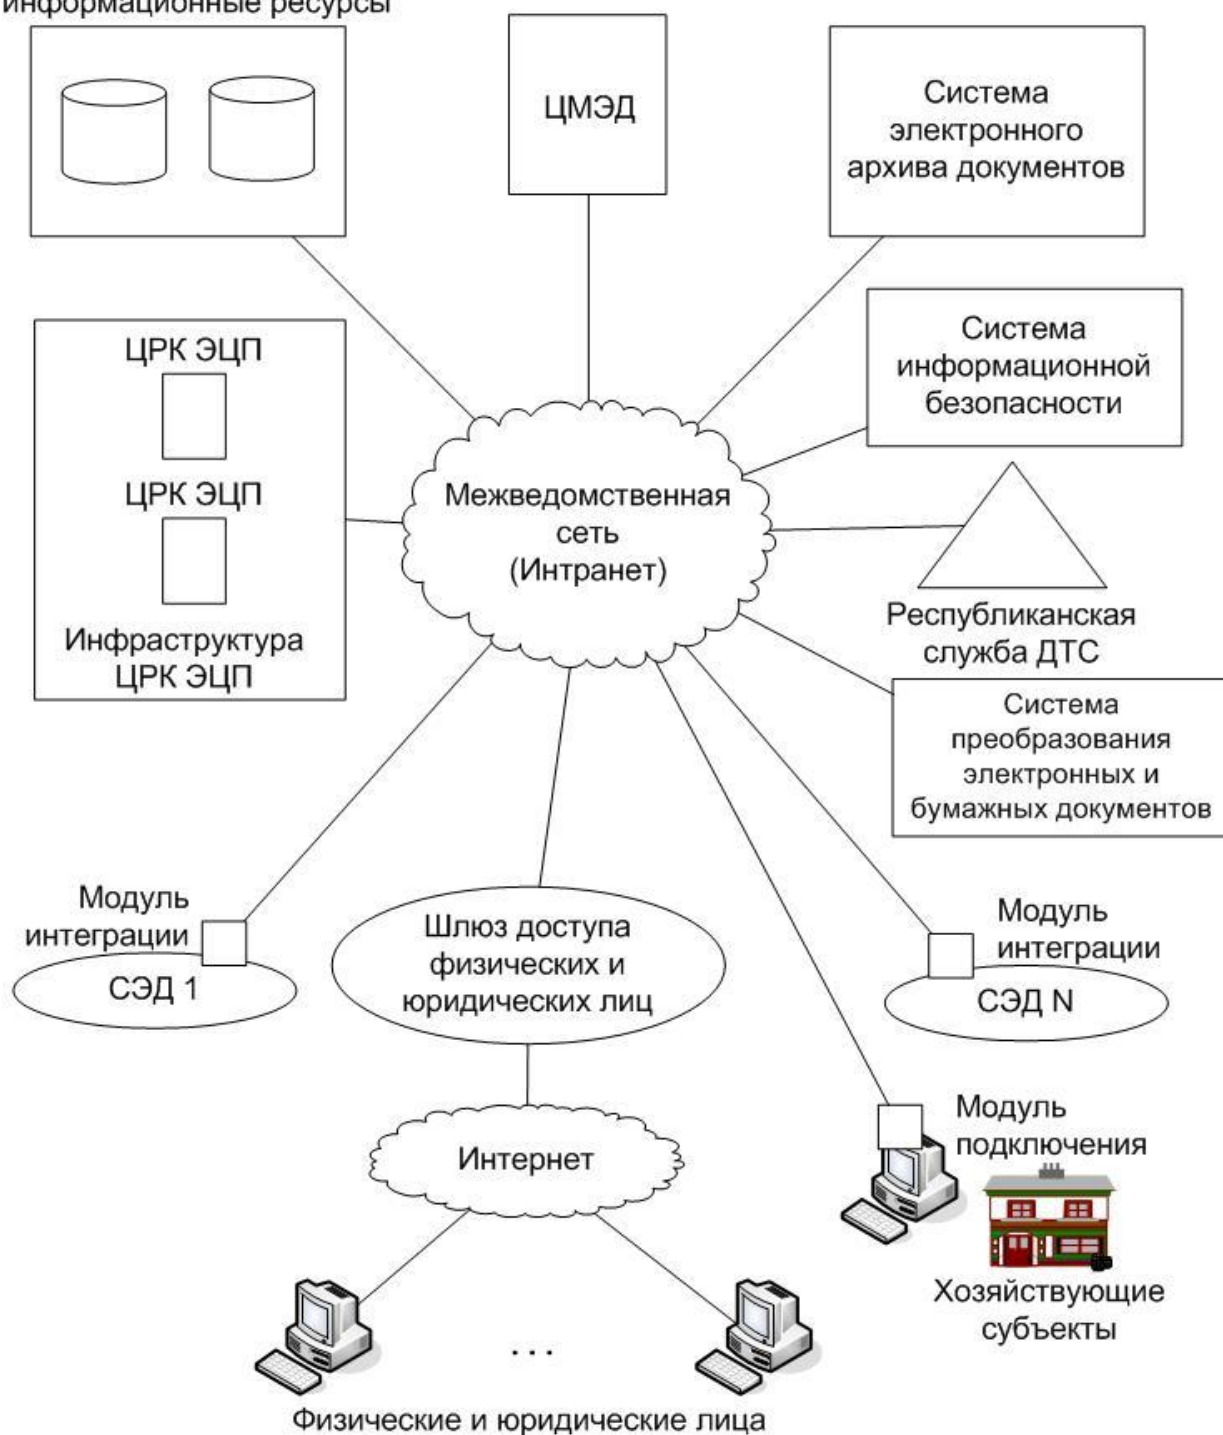 информационные ресурсы
ЦМЭД
Система
электронного
архива документов
ЦРК ЭЦП
ЦРК ЭЦП
Инфраструктура
ЦРК ЭЦП
Система
информационной
безопасности
Межведомственная
сеть
(Интранет)
Республиканская
служба ДТС
Система
преобразования
электронных и
бумажных документов
Модуль
интеграции
СЭД 1
Шлюз доступа
физических и
юридических лиц
Модуль
интеграции
СЭД N
Интернет
Модуль
подключения
Хозяйствующие
субъекты
...
Физические и юридические лица